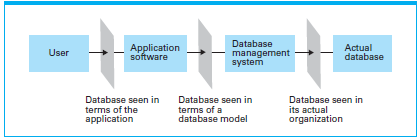 User
Application
software
Database
management
system
Actual
database
Database seen in
terms of the
application
Database seen in
terms of a
database model
Database seen in
its actual
organization